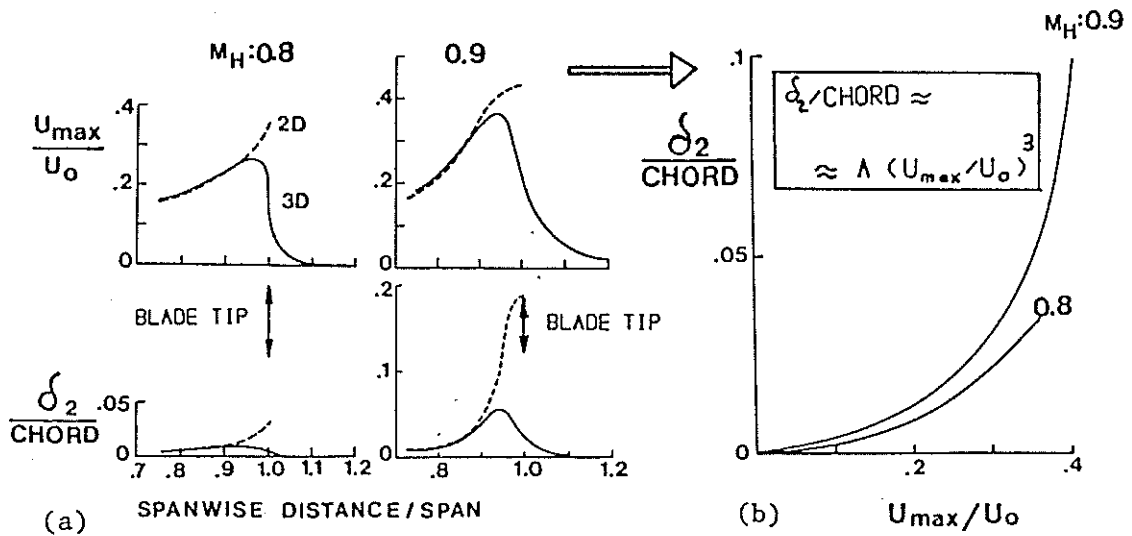 M_H:0.8
0.9
U_max/U_o
.4
.2
0
2D
3D
.4
.2
0
BLADE TIP
δ_2/CHORD
.05
0
.7 .8 .9 1.0 1.1 1.2
.2
.1
0
BLADE TIP
.8 1.0 1.2
(a) SPANWISE DISTANCE/SPAN
M_H:0.9
δ_2/CHORD
.1
.05
0
δ_2/CHORD ≈
≈ A (U_max/U_o)^3
0.8
.2 .4
(b) U_max/U_o